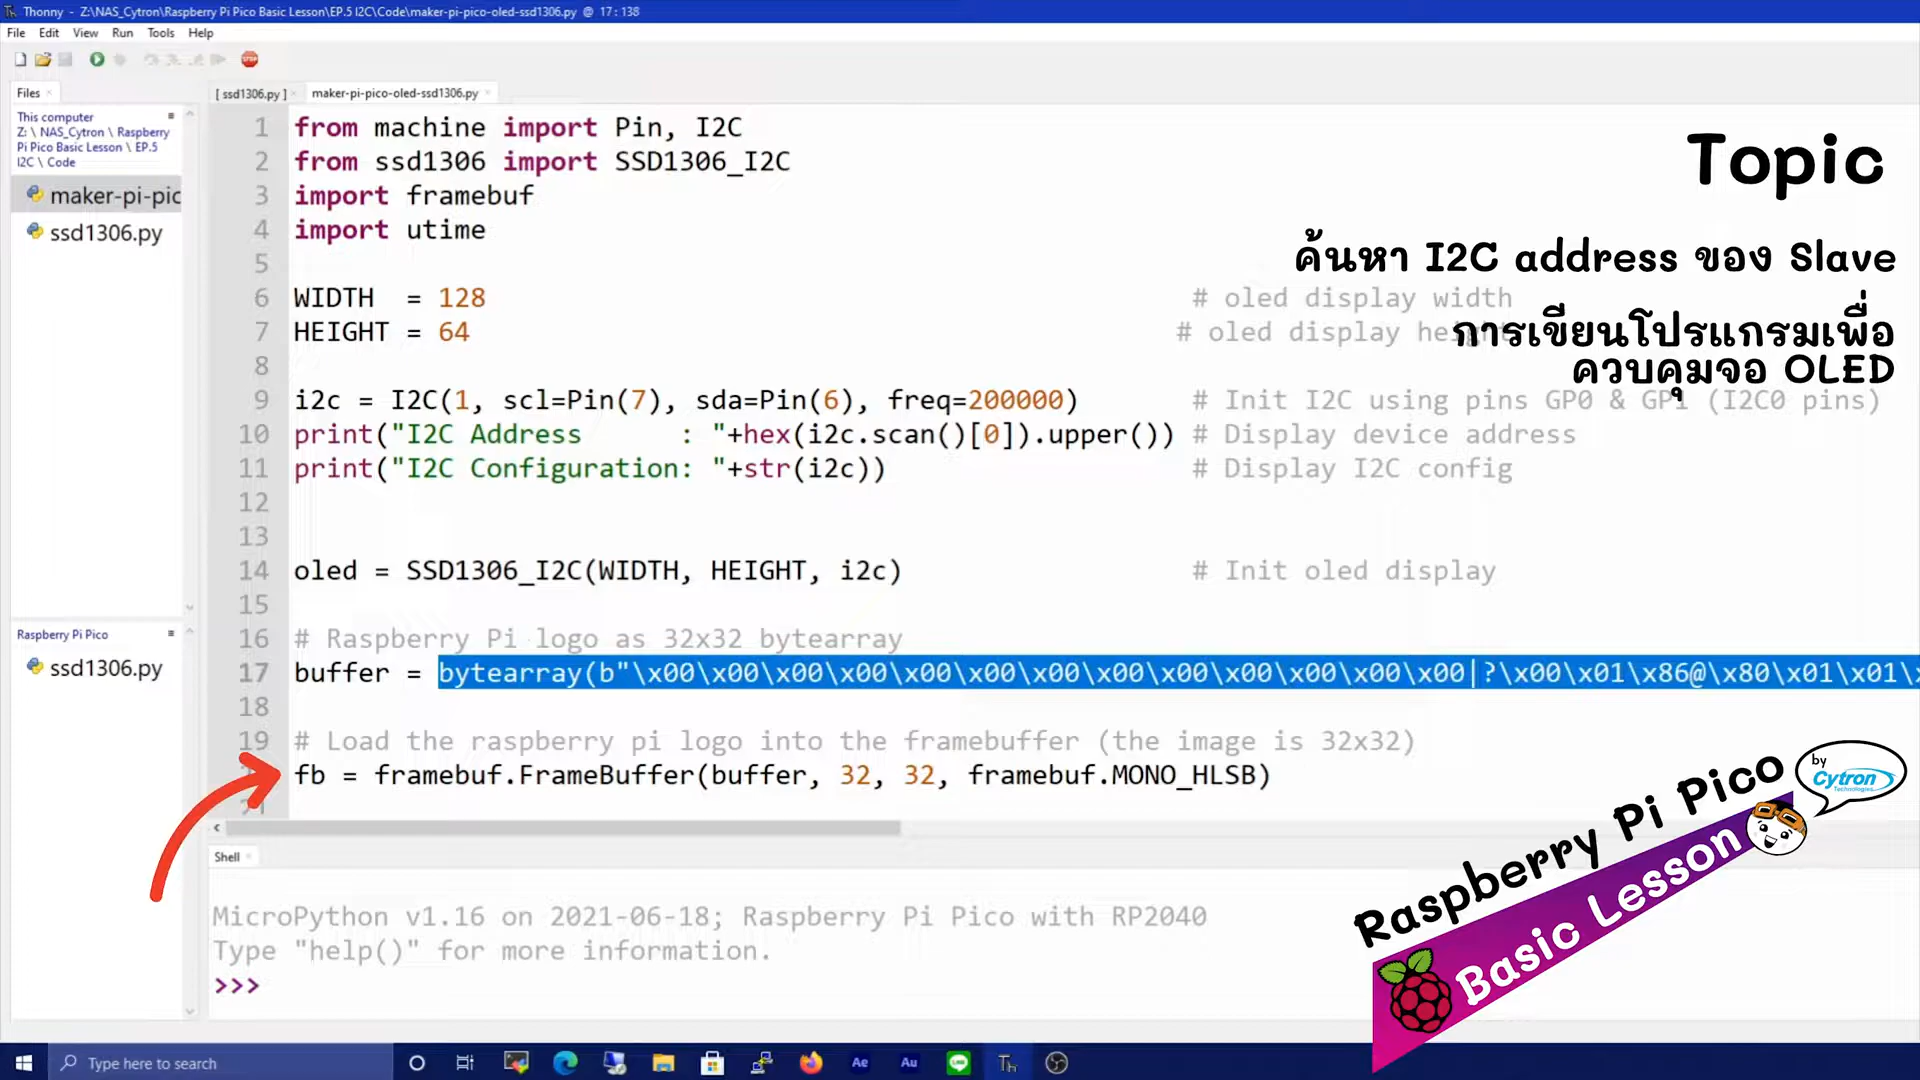 Thonny - Z:\NAS_Cytron\Raspberry Pi Pico Basic Lesson\EP.5 I2C\Code\maker-pi-pico-oled-ssd1306.py @ 17 : 138
File Edit View Run Tools Help
Files
This computer
Z: \ NAS_Cytron \ Raspberry
Pi Pico Basic Lesson \ EP.5
I2C \ Code
maker-pi-pic
ssd1306.py
Raspberry Pi Pico
ssd1306.py
[ ssd1306.py ] maker-pi-pico-oled-ssd1306.py
1 from machine import Pin, I2C
2 from ssd1306 import SSD1306_I2C
3 import framebuf
4 import utime
5
6 WIDTH = 128 # oled display width
7 HEIGHT = 64 # oled display height
8
9 i2c = I2C(1, scl=Pin(7), sda=Pin(6), freq=200000) # Init I2C using pins GP0 & GP1 (I2C0 pins)
10 print("I2C Address : "+hex(i2c.scan()[0]).upper()) # Display device address
11 print("I2C Configuration: "+str(i2c)) # Display I2C config
12
13
14 oled = SSD1306_I2C(WIDTH, HEIGHT, i2c) # Init oled display
15
16 # Raspberry Pi logo as 32x32 bytearray
17 buffer = bytearray(b"\x00\x00\x00\x00\x00\x00\x00\x00\x00\x00\x00\x00\x00|?\x00\x01\x86@\x80\x01\x01\x
18
19 # Load the raspberry pi logo into the framebuffer (the image is 32x32)
fb = framebuf.FrameBuffer(buffer, 32, 32, framebuf.MONO_HLSB)
21
Shell
MicroPython v1.16 on 2021-06-18; Raspberry Pi Pico with RP2040
Type "help()" for more information.
>>>
Topic
ค้นหา I2C address ของ Slave
การเขียนโปรแกรมเพื่อ
ควบคุมจอ OLED
Raspberry Pi Pico
Basic Lesson
by
Cytron
Technologies
Type here to search
Ae
Au
Th